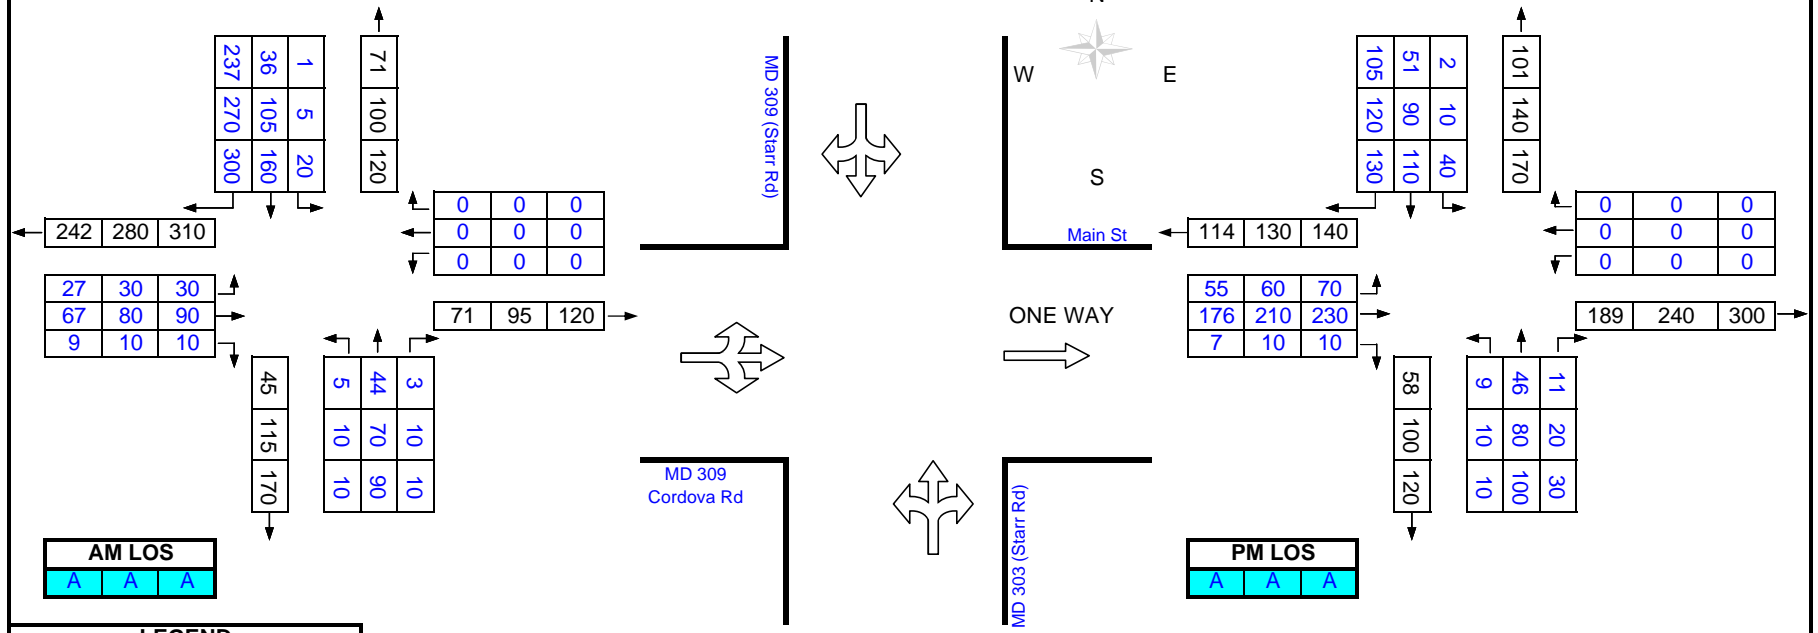 N
W E
S
MD 309 (Starr Rd)
Main St
ONE WAY
MD 309
Cordova Rd
MD 303 (Starr Rd)
237 36 1
270 105 5
300 160 20
71
100
120
242 280 310
0 0 0
0 0 0
0 0 0
27 30 30
67 80 90
9 10 10
71 95 120
45
115
170
5 44 3
10 70 10
10 90 10
AM LOS
A A A
105 51 2
120 90 10
130 110 40
101
140
170
114 130 140
0 0 0
0 0 0
0 0 0
55 60 70
176 210 230
7 10 10
189 240 300
58
100
120
9 46 11
10 80 20
10 100 30
PM LOS
A A A
LEGEND